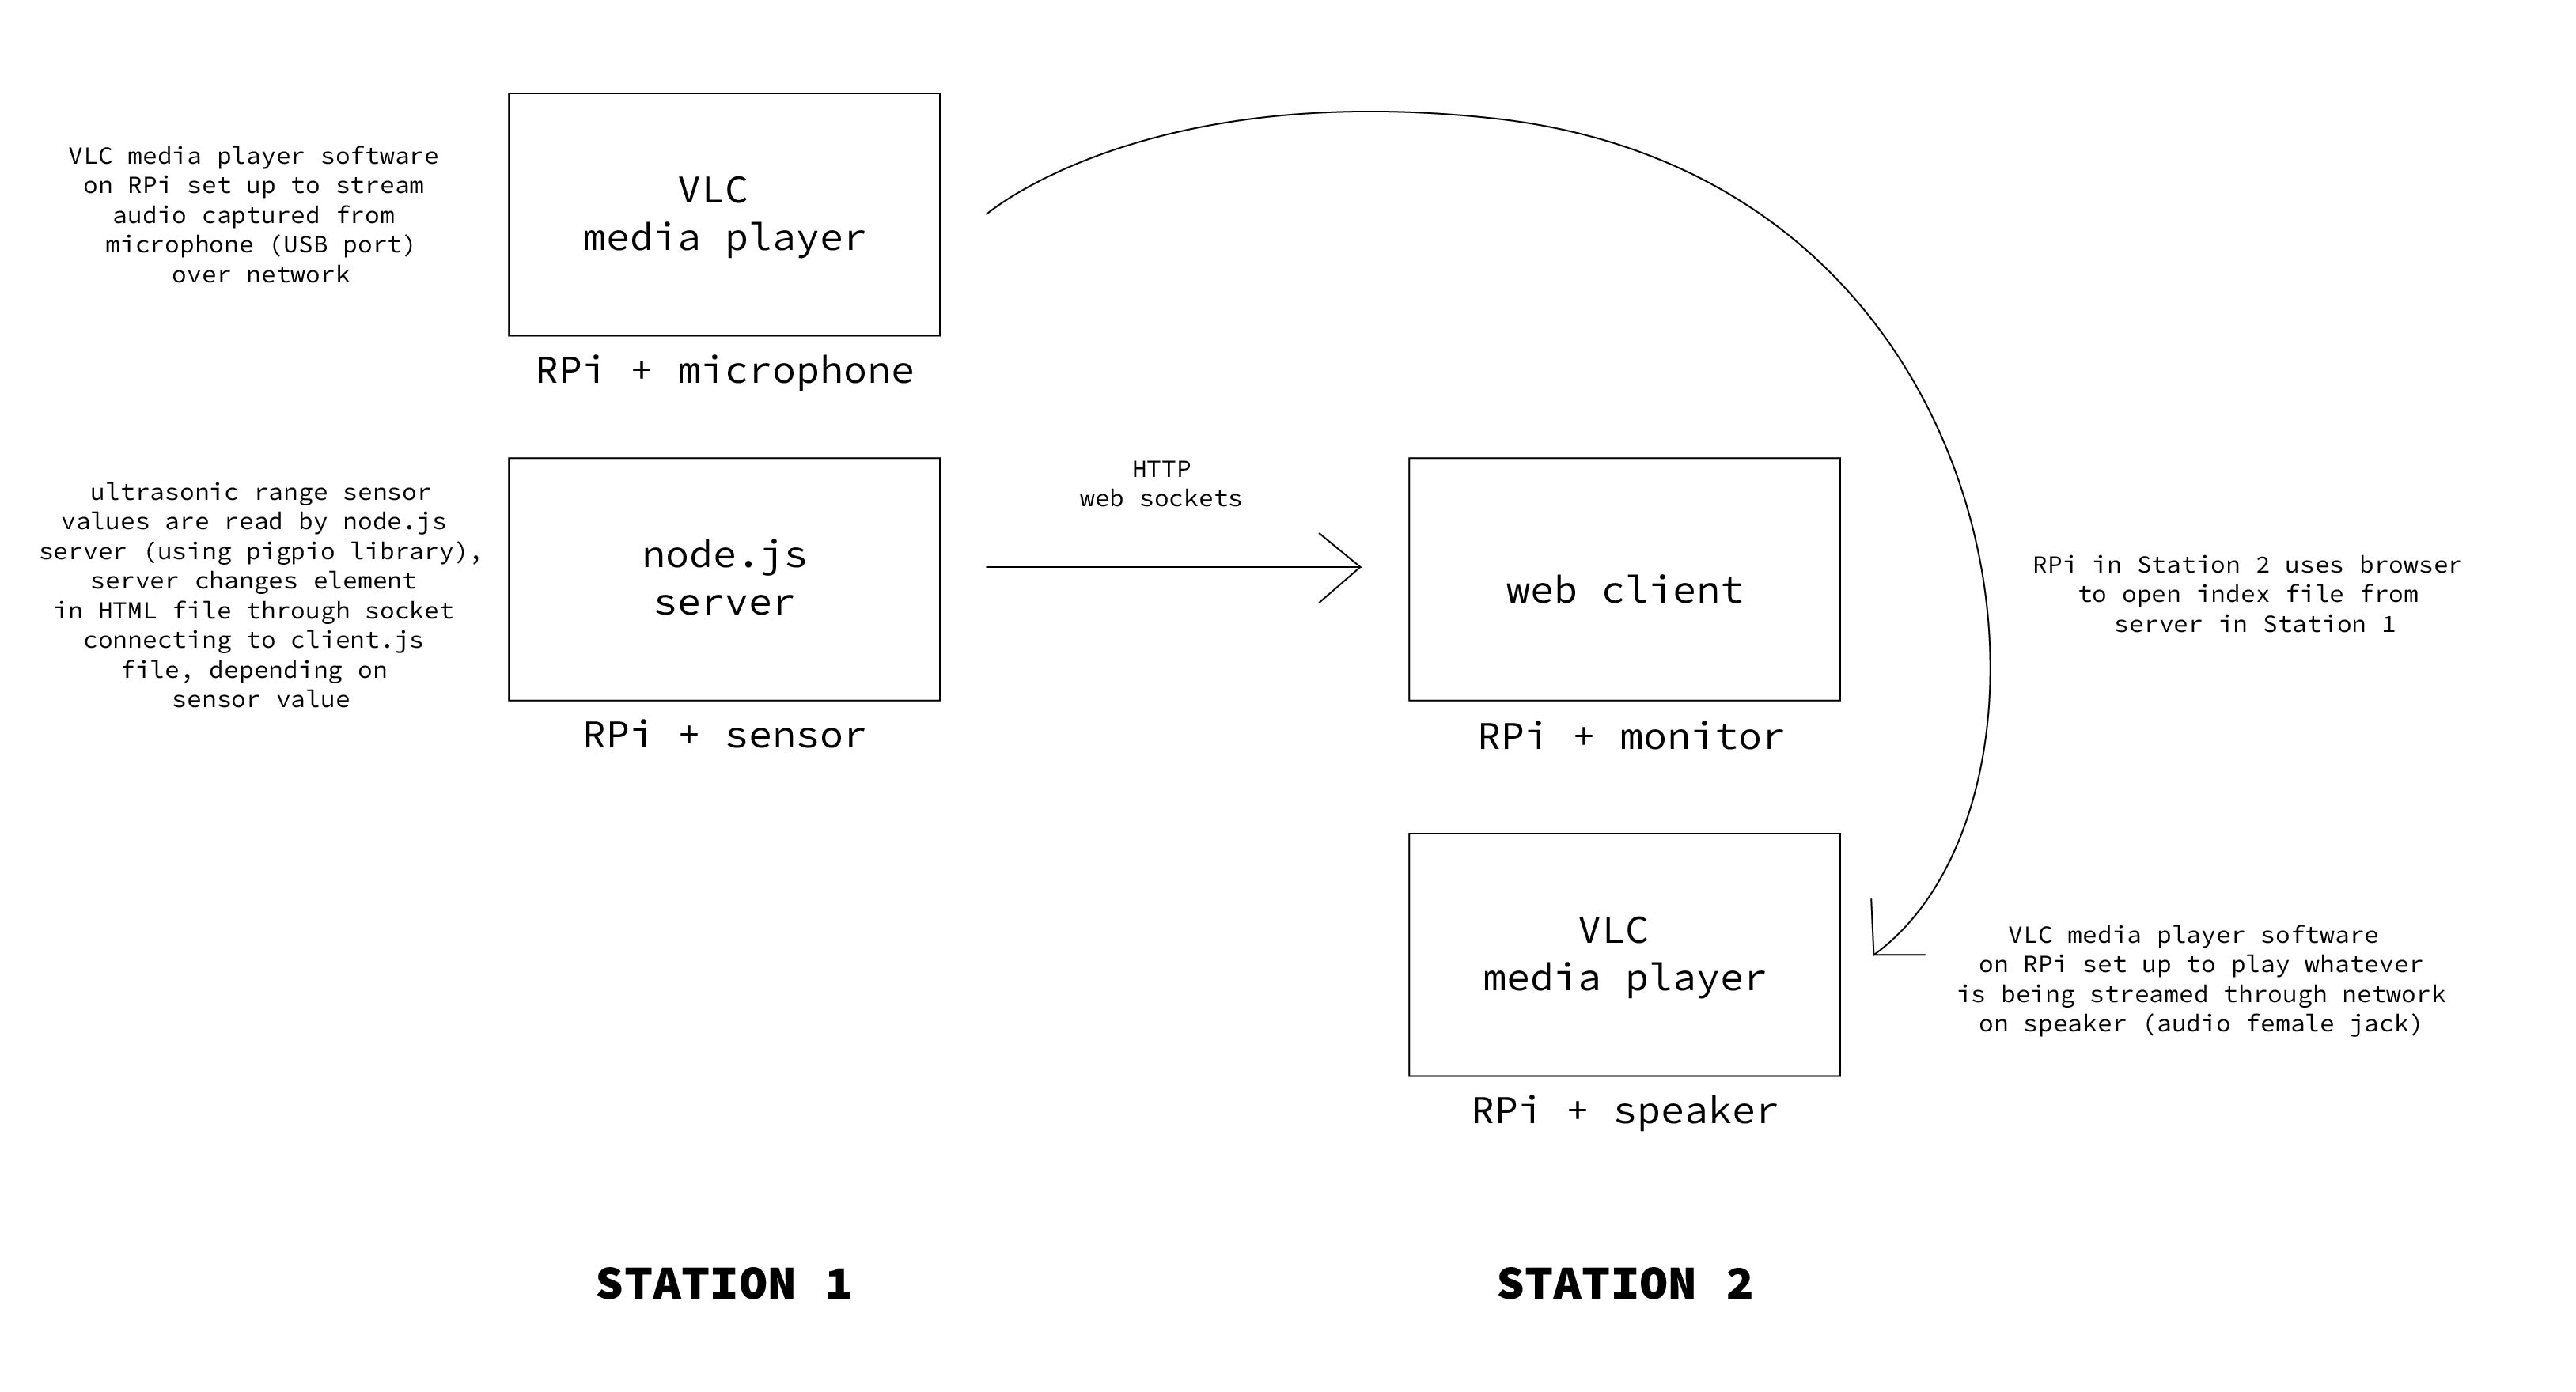 VLC media player software
on RPi set up to stream
audio captured from
microphone (USB port)
over network
VLC
media player
RPi + microphone
ultrasonic range sensor
values are read by node.js
server (using pigpio library),
server changes element
in HTML file through socket
connecting to client.js
file, depending on
sensor value
node.js
server
RPi + sensor
HTTP
web sockets
web client
RPi + monitor
RPi in Station 2 uses browser
to open index file from
server in Station 1
VLC
media player
RPi + speaker
VLC media player software
on RPi set up to play whatever
is being streamed through network
on speaker (audio female jack)
STATION 1
STATION 2